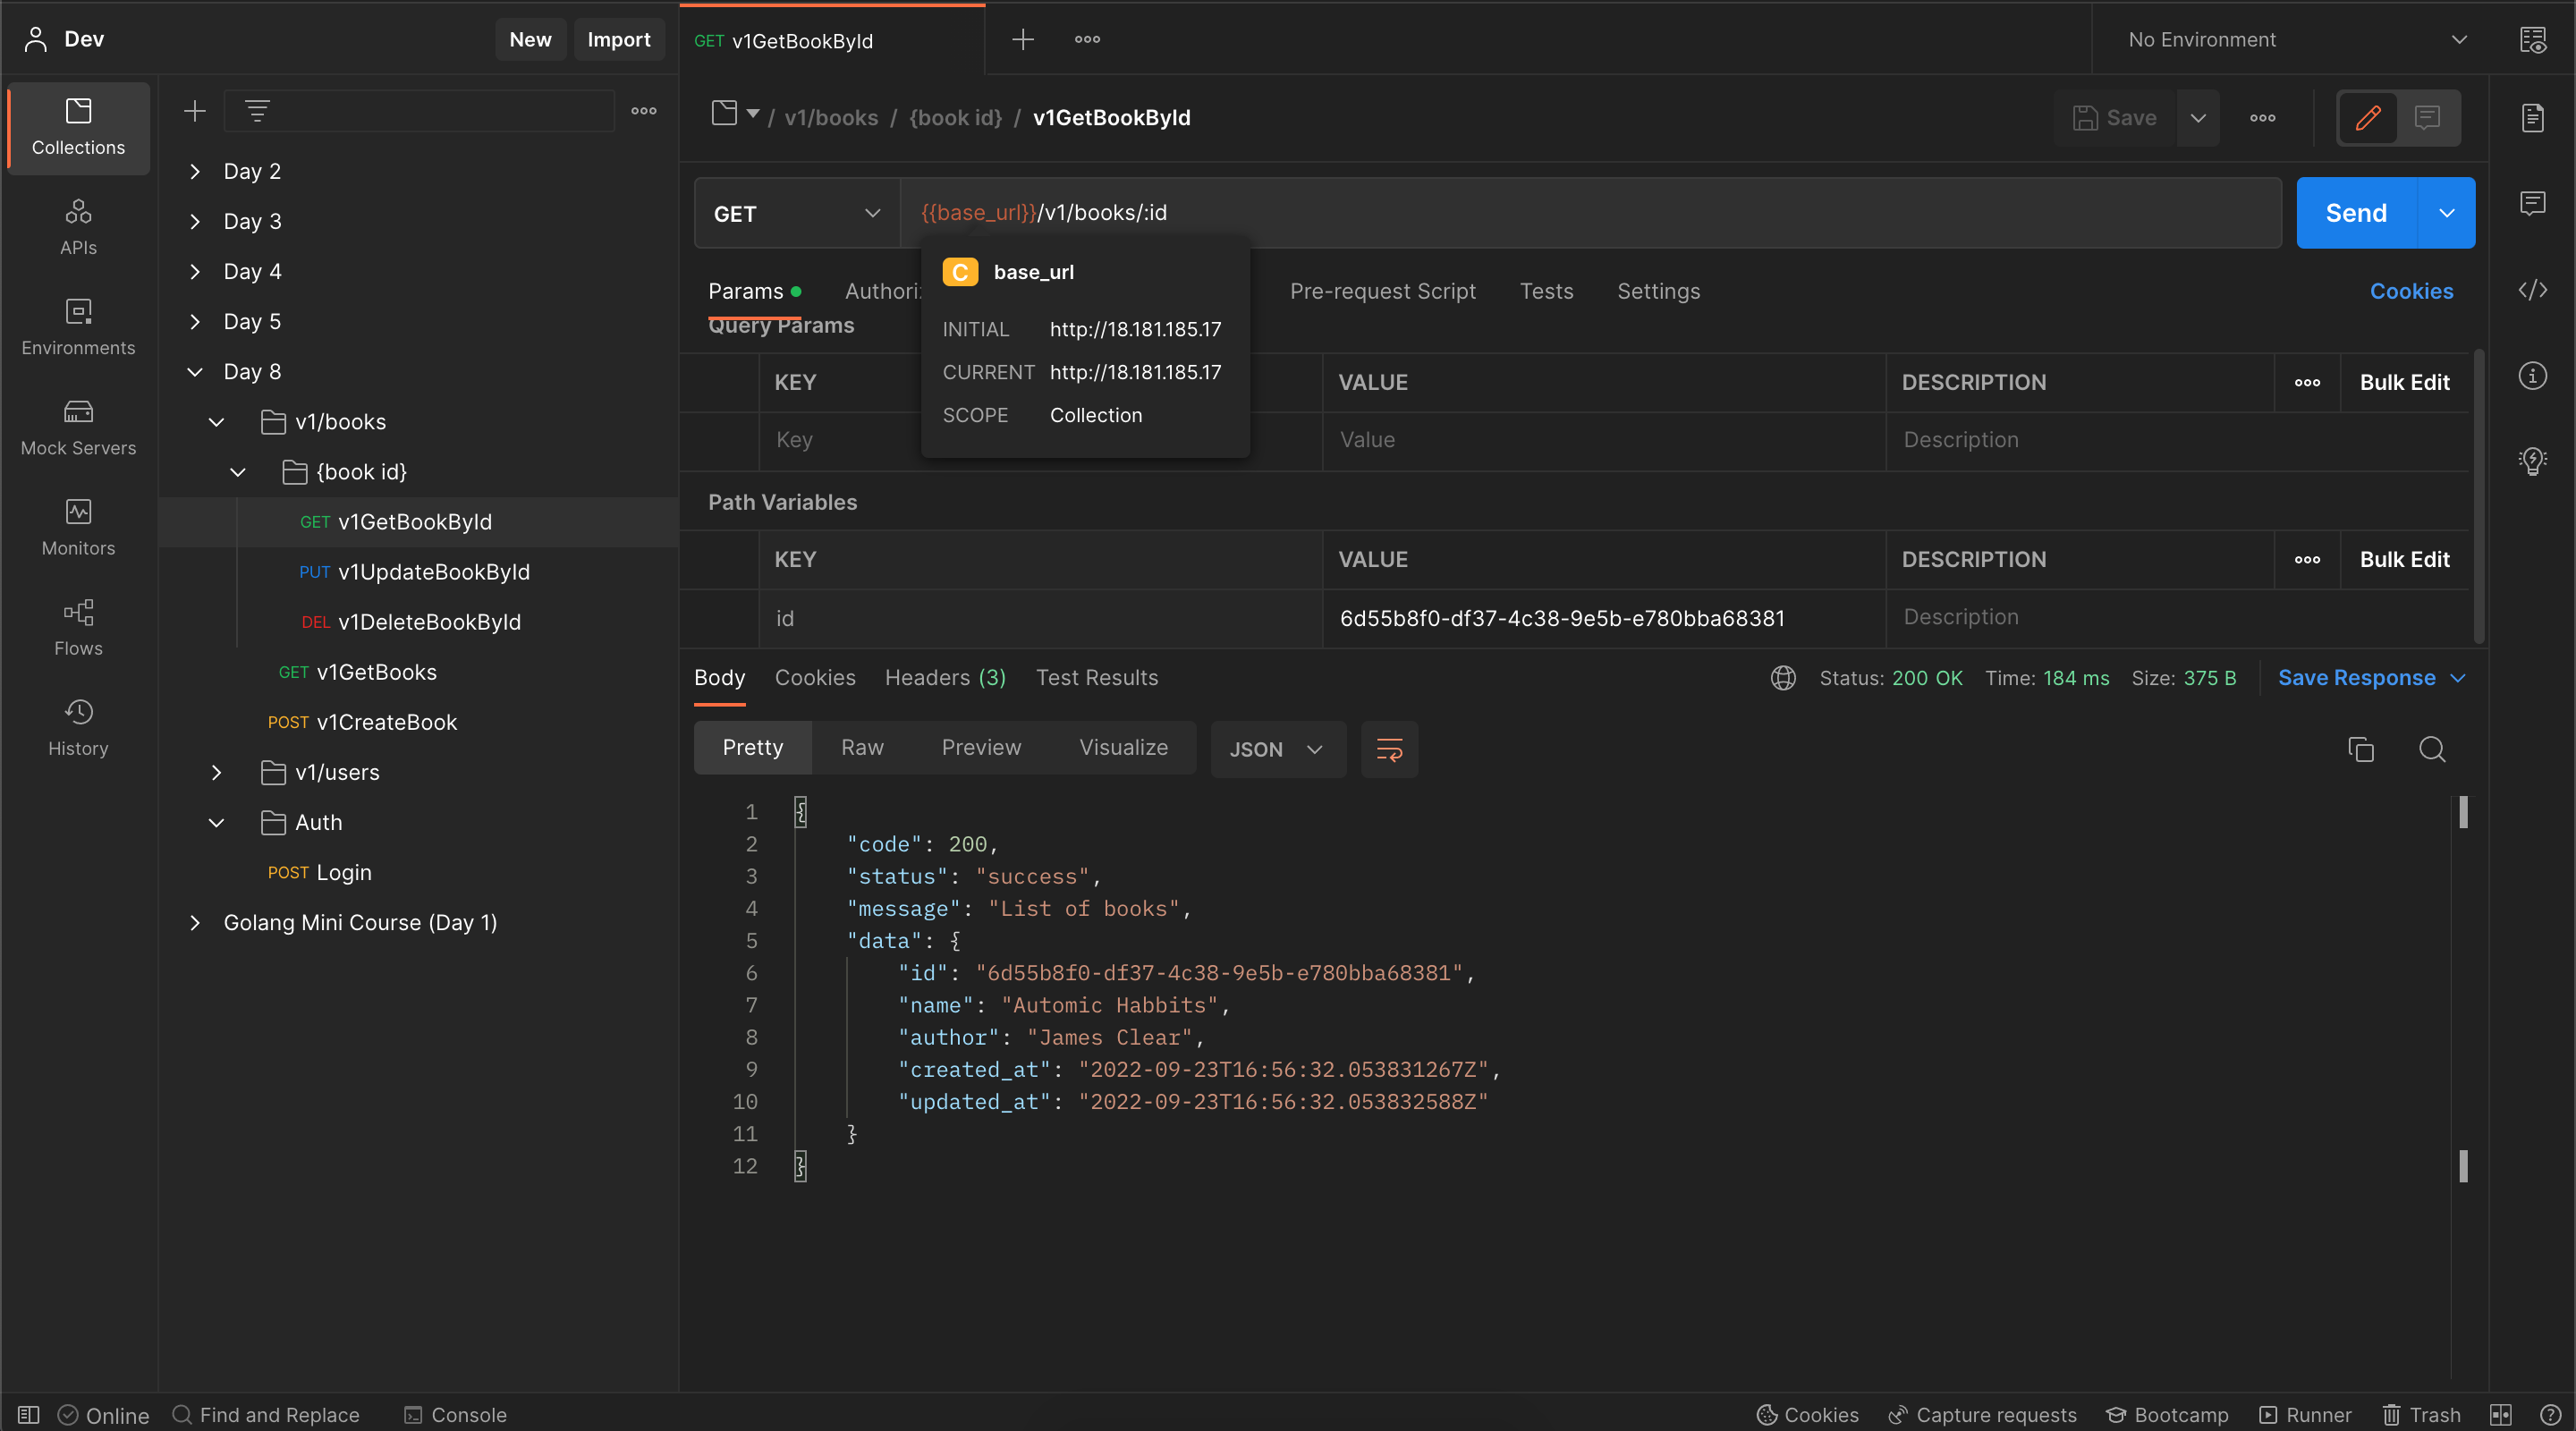 Dev
New
Import
GET v1GetBookById
No Environment
Collections
APIs
Environments
Mock Servers
Monitors
Flows
History
Day 2
Day 3
Day 4
Day 5
Day 8
v1/books
{book id}
GET v1GetBookById
PUT v1UpdateBookById
DEL v1DeleteBookById
GET v1GetBooks
POST v1CreateBook
v1/users
Auth
POST Login
Golang Mini Course (Day 1)
/ v1/books / {book id} / v1GetBookById
Save
GET
{{base_url}}/v1/books/:id
Send
C base_url
INITIAL http://18.181.185.17
CURRENT http://18.181.185.17
SCOPE Collection
Params Authori Pre-request Script Tests Settings Cookies
Query Params
KEY VALUE DESCRIPTION Bulk Edit
Key Value Description
Path Variables
KEY VALUE DESCRIPTION Bulk Edit
id 6d55b8f0-df37-4c38-9e5b-e780bba68381 Description
Body Cookies Headers (3) Test Results Status: 200 OK Time: 184 ms Size: 375 B Save Response
Pretty Raw Preview Visualize JSON
1 {
2 "code": 200,
3 "status": "success",
4 "message": "List of books",
5 "data": {
6 "id": "6d55b8f0-df37-4c38-9e5b-e780bba68381",
7 "name": "Automic Habbits",
8 "author": "James Clear",
9 "created_at": "2022-09-23T16:56:32.053831267Z",
10 "updated_at": "2022-09-23T16:56:32.053832588Z"
11 }
12 }
Online Find and Replace Console Cookies Capture requests Bootcamp Runner Trash